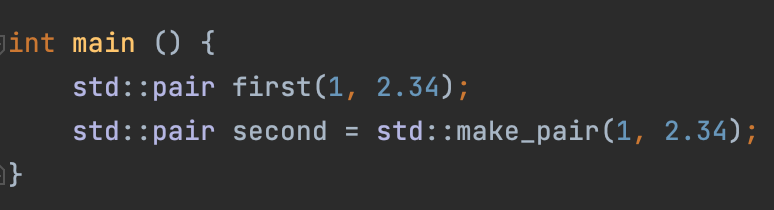 int main () {
    std::pair first(1, 2.34);
    std::pair second = std::make_pair(1, 2.34);
}